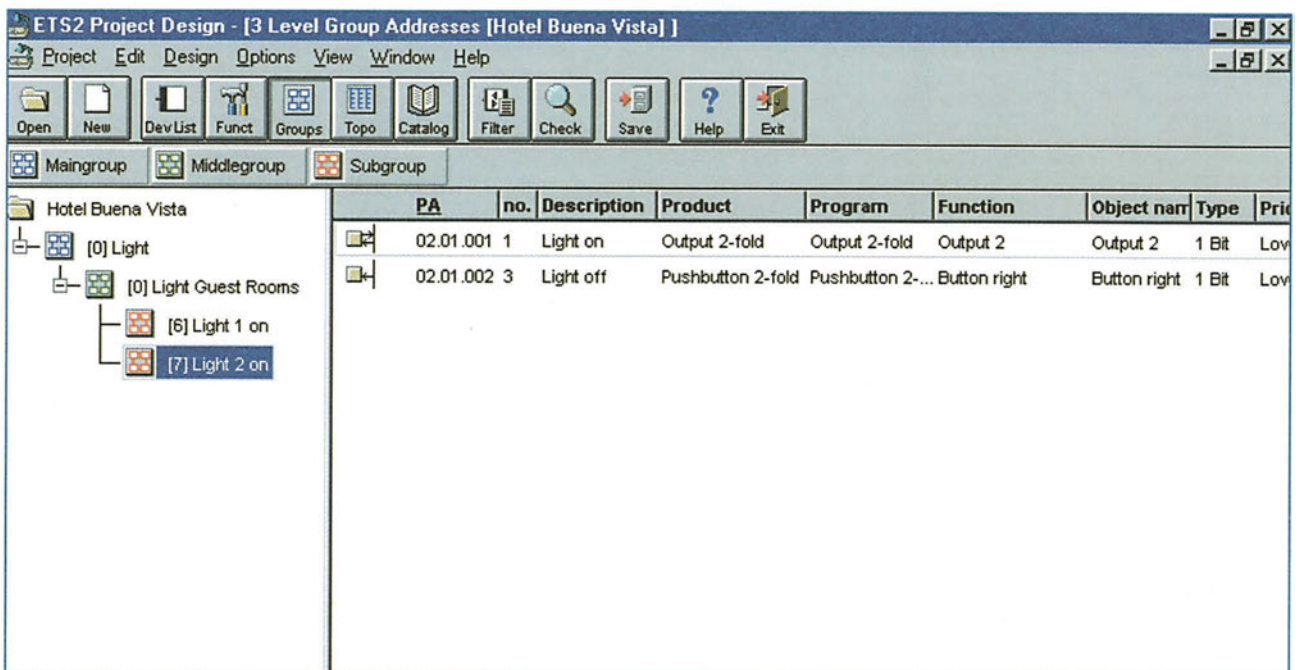 ETS2 Project Design - [3 Level Group Addresses [Hotel Buena Vista] ]
Project Edit Design Options View Window Help
Open New Dev List Funct Groups Topo Catalog Filter Check Save Help Exit
Maingroup Middlegroup Subgroup
Hotel Buena Vista
[0] Light
[0] Light Guest Rooms
[6] Light 1 on
[7] Light 2 on
PA no. Description Product Program Function Object nam Type Prio
02.01.001 1 Light on Output 2-fold Output 2-fold Output 2 Output 2 1 Bit Low
02.01.002 3 Light off Pushbutton 2-fold Pushbutton 2-... Button right Button right 1 Bit Low